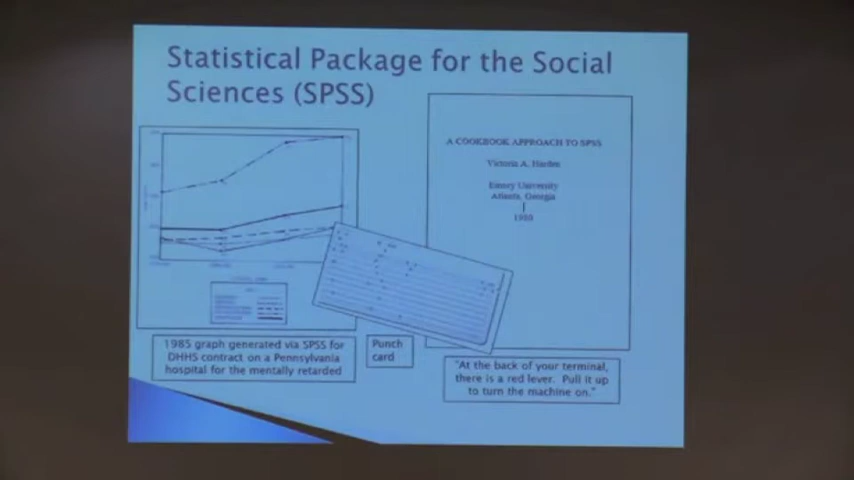 Statistical Package for the Social
Sciences (SPSS)
A COOKBOOK APPROACH TO SPSS
Victoria A. Harden
Emory University
Atlanta, Georgia
1985 graph generated via SPSS for
DHHS contract on a Pennsylvania
hospital for the mentally retarded
Punch
card
"At the back of your terminal,
there is a red lever. Pull it up
to turn the machine on."